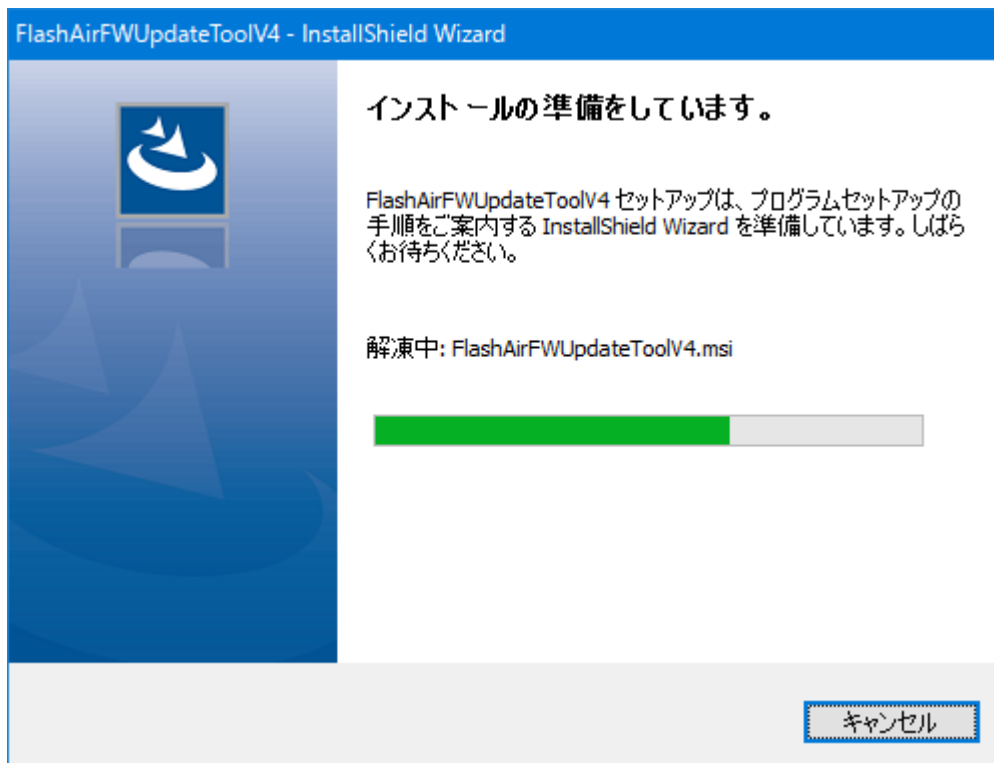 FlashAirFWUpdateToolV4 - InstallShield Wizard
インストールの準備をしています。
FlashAirFWUpdateToolV4 セットアップは、プログラムセットアップの
手順をご案内する InstallShield Wizard を準備しています。しばら
くお待ちください。
解凍中: FlashAirFWUpdateToolV4.msi
キャンセル